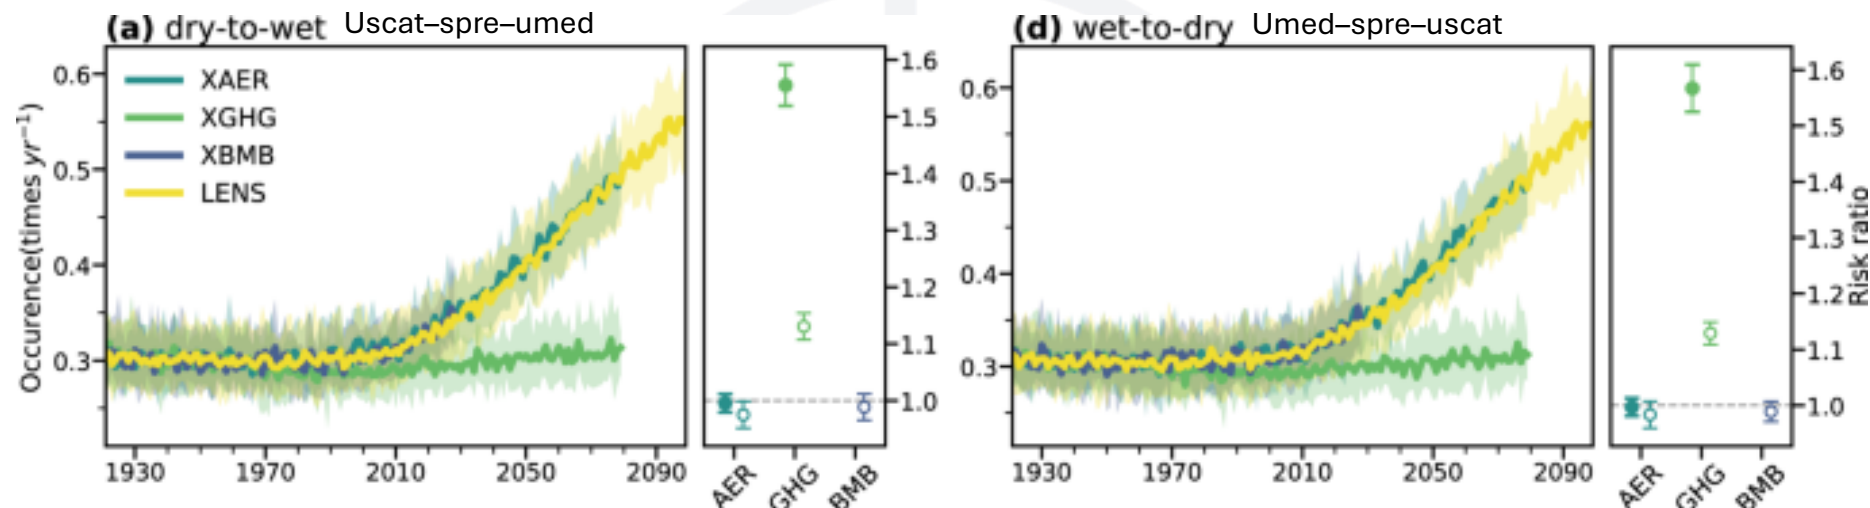 (a) dry-to-wet Uscat–spre–umed
XAER
XGHG
XBMB
LENS
Occurence(times yr⁻¹)
0.6
0.5
0.4
0.3
1930 1970 2010 2050 2090
1.6
1.5
1.4
1.3
1.2
1.1
1.0
AER GHG BMB
(d) wet-to-dry Umed–spre–uscat
0.6
0.5
0.4
0.3
1930 1970 2010 2050 2090
1.6
1.5
1.4
1.3
1.2
1.1
1.0
Risk ratio
AER GHG BMB